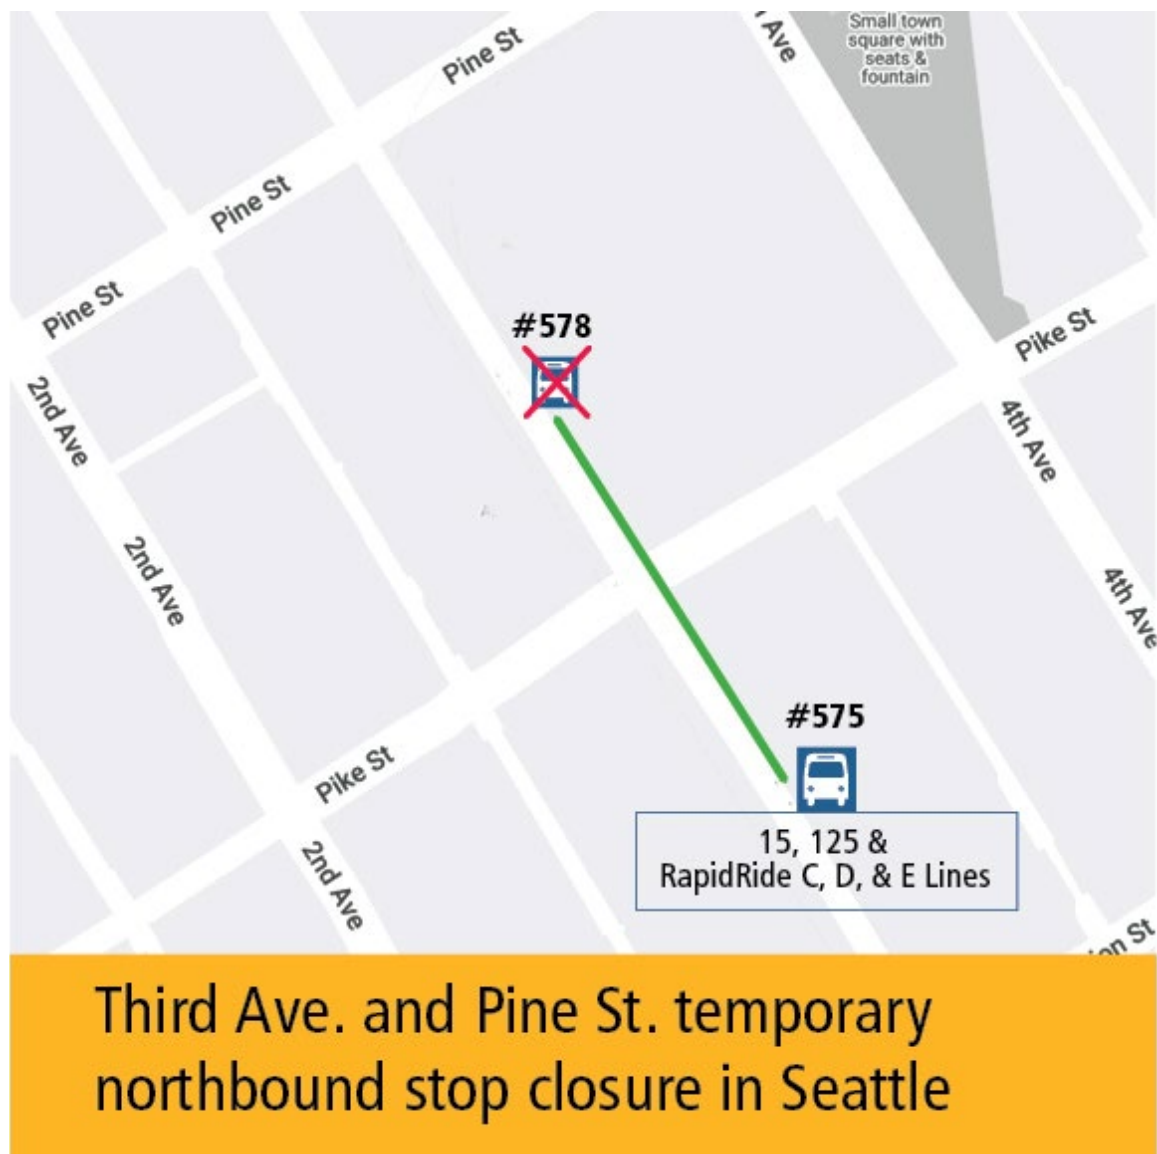 Small town
square with
seats &
fountain
Ave
Pine St
Pine St
Pine St
#578
Pike St
2nd Ave
4th Ave
2nd Ave
4th Ave
#575
Pike St
15, 125 &
RapidRide C, D, & E Lines
2nd Ave
St
Third Ave. and Pine St. temporary
northbound stop closure in Seattle